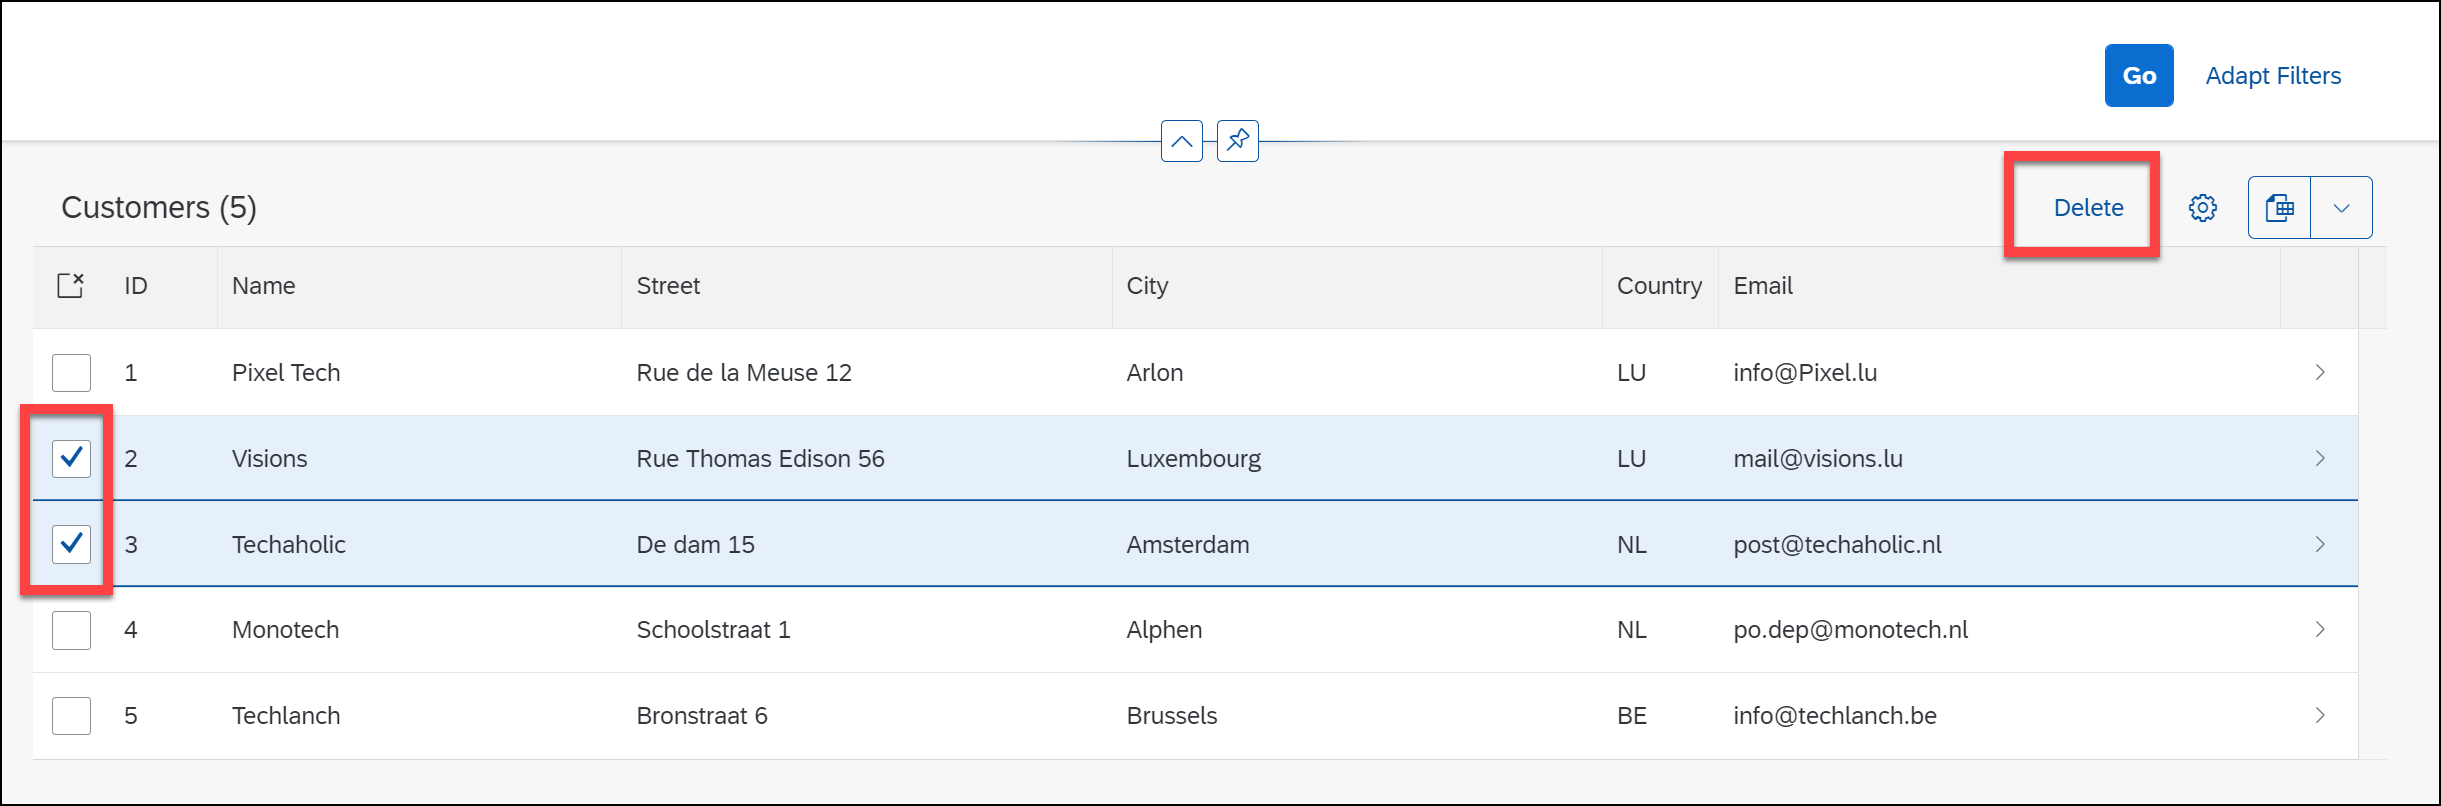 Go Adapt Filters
Customers (5) Delete
ID Name Street City Country Email
1 Pixel Tech Rue de la Meuse 12 Arlon LU info@Pixel.lu
2 Visions Rue Thomas Edison 56 Luxembourg LU mail@visions.lu
3 Techaholic De dam 15 Amsterdam NL post@techaholic.nl
4 Monotech Schoolstraat 1 Alphen NL po.dep@monotech.nl
5 Techlanch Bronstraat 6 Brussels BE info@techlanch.be